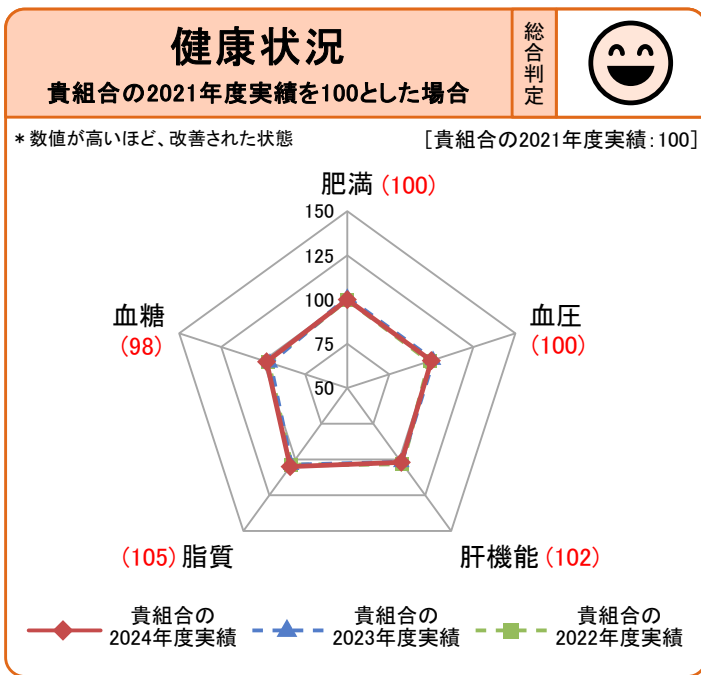 健康状況
貴組合の2021年度実績を100とした場合
総合判定
*数値が高いほど、改善された状態
[貴組合の2021年度実績:100]
肥満(100)
150
125
100
75
50
血糖
(98)
血圧
(100)
(105)脂質
肝機能(102)
貴組合の
2024年度実績
貴組合の
2023年度実績
貴組合の
2022年度実績